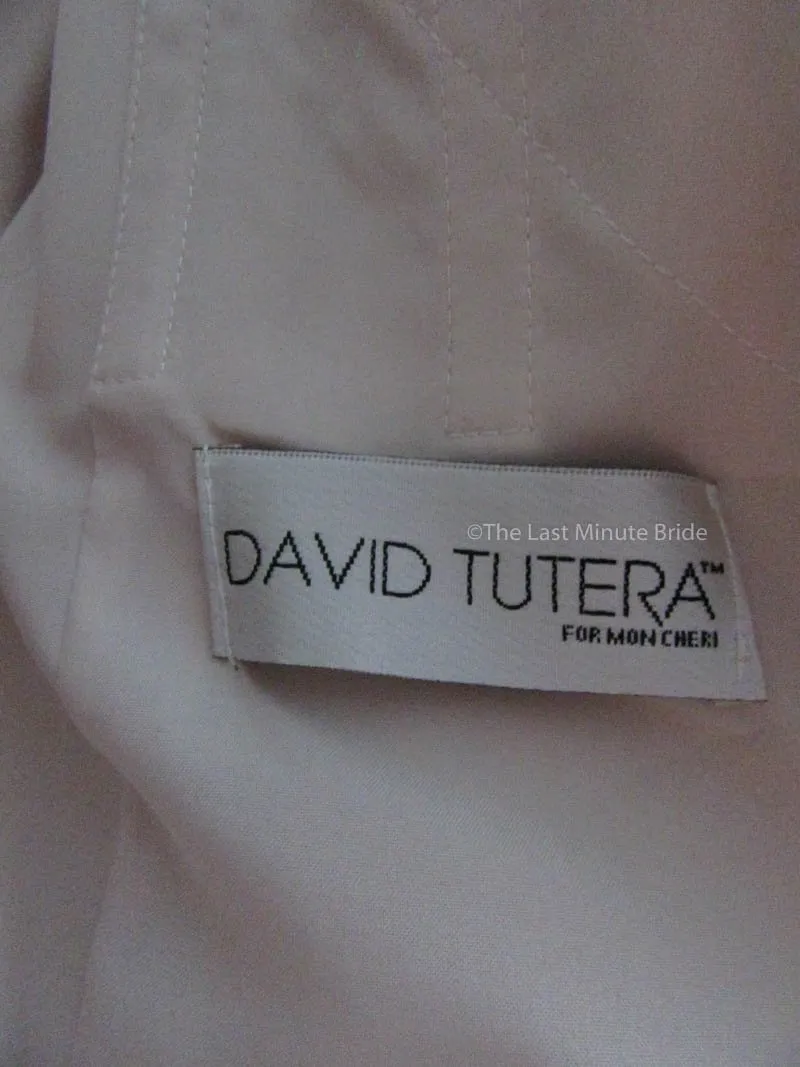 ©The Last Minute Bride
DAVID TUTERA™
FOR MON CHERI